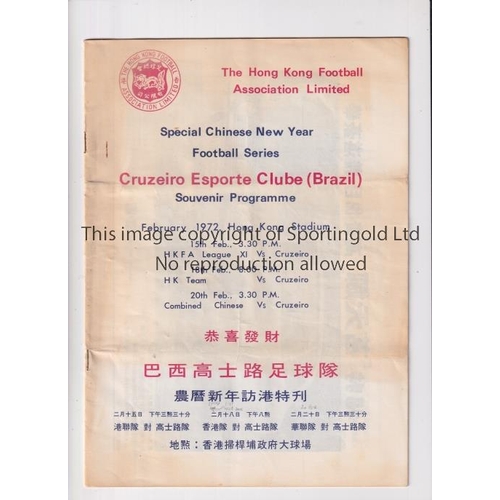 THE HONG KONG FOOTBALL ASSOCIATION LIMITED
The Hong Kong Football
Association Limited
Special Chinese New Year
Football Series
Cruzeiro Esporte Clube (Brazil)
Souvenir Programme
February 1972, Hong Kong Stadium
This image copyright of Sportingold Ltd
15th Feb., 3.30 P.M.
HKFA League XI Vs Cruzeiro
No reproduction allowed
18th Feb., 8.00 P.M.
HK Team Vs Cruzeiro
20th Feb., 3.30 P.M.
Combined Chinese Vs Cruzeiro
恭喜發財
巴西高士路足球隊
農曆新年訪港特刊
二月十五日 下午三點三十分 二月十八日 下午八點 二月二十日 下午三點三十分
港聯隊 對 高士路隊 香港隊 對 高士路隊 華聯隊 對 高士路隊
地點：香港掃桿埔政府大球場